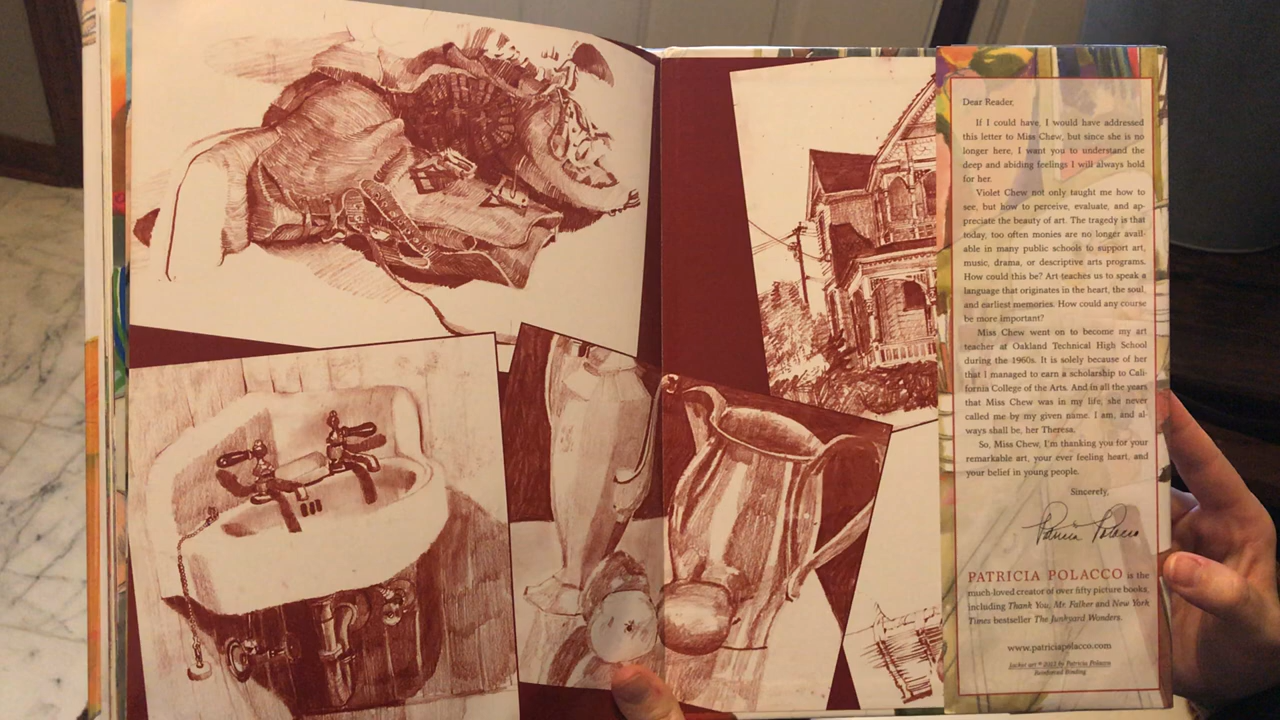 Dear Reader,
If I could have, I would have addressed
this letter to Miss Chew, but since she is no
longer here, I want you to understand the
deep and abiding feelings I will always hold
for her.
Violet Chew not only taught me how to
see, but how to perceive, evaluate, and ap-
preciate the beauty of art. The tragedy is that
today, too often monies are no longer avail-
able in many public schools to support art,
music, drama, or descriptive arts programs.
How could this be? Art teaches us to speak a
language that originates in the heart, the soul,
and earliest memories. How could any course
be more important?
Miss Chew went on to become my art
teacher at Oakland Technical High School
during the 1960s. It is solely because of her
that I managed to earn a scholarship to Cali-
fornia College of the Arts. And in all the years
that Miss Chew was in my life, she never
called me by my given name. I am, and al-
ways shall be, her Theresa.
So, Miss Chew, I'm thanking you for your
remarkable art, your ever feeling heart, and
your belief in young people.
Sincerely,
Patricia Polacco
PATRICIA POLACCO is the
much-loved creator of over fifty picture books,
including Thank You, Mr. Falker and New York
Times bestseller The Junkyard Wonders.
www.patriciapolacco.com
Jacket art © 2012 by Patricia Polacco
Reinforced Binding